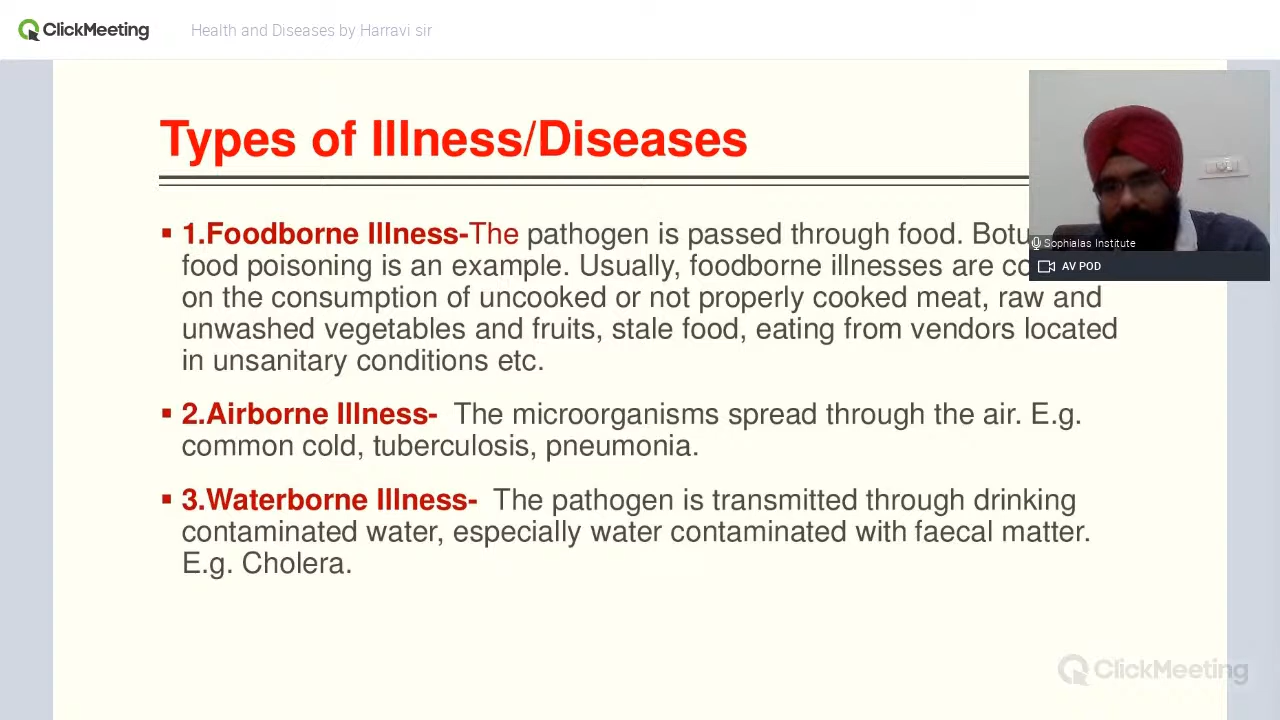 ClickMeeting
Health and Diseases by Harravi sir
Types of Illness/Diseases
1.Foodborne Illness-The pathogen is passed through food.
food poisoning is an example. Usually, foodborne illnesses are
on the consumption of uncooked or not properly cooked meat, raw and
unwashed vegetables and fruits, stale food, eating from vendors located
in unsanitary conditions etc.
2.Airborne Illness- The microorganisms spread through the air. E.g.
common cold, tuberculosis, pneumonia.
3.Waterborne Illness- The pathogen is transmitted through drinking
contaminated water, especially water contaminated with faecal matter.
E.g. Cholera.
Sophialas Institute
AV POD
ClickMeeting